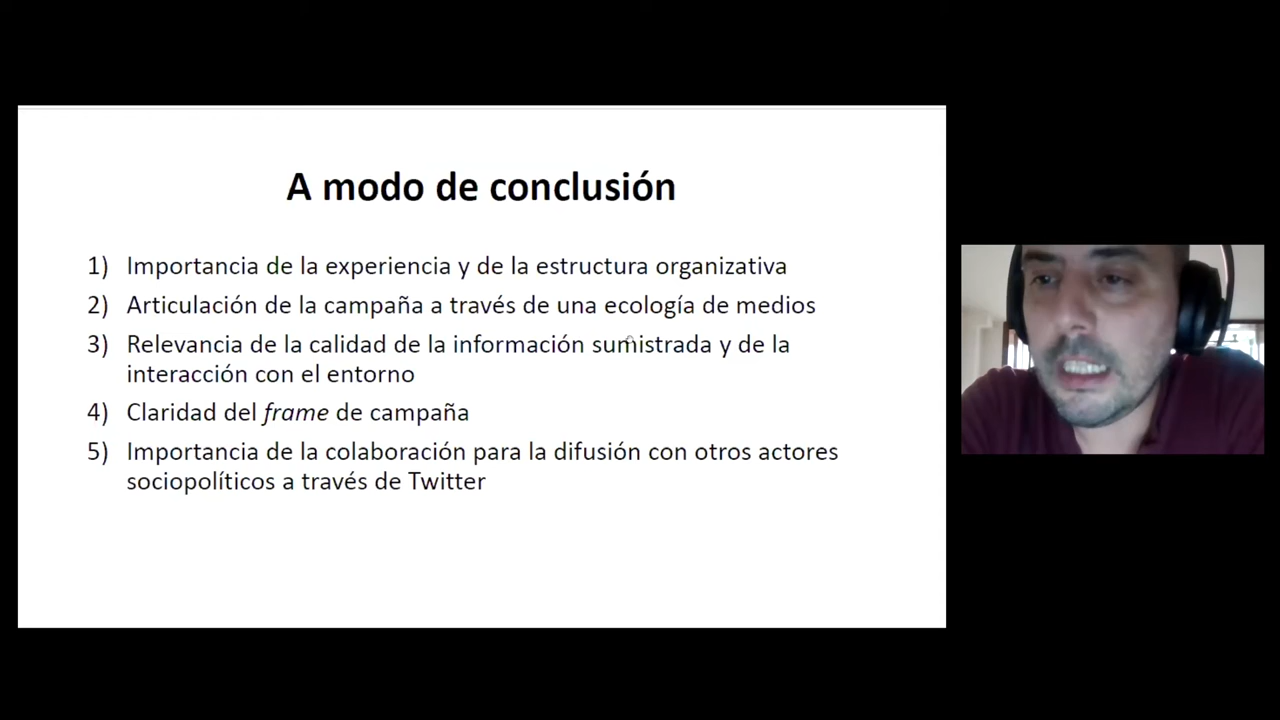 A modo de conclusión
1) Importancia de la experiencia y de la estructura organizativa
2) Articulación de la campaña a través de una ecología de medios
3) Relevancia de la calidad de la información sumistrada y de la
interacción con el entorno
4) Claridad del frame de campaña
5) Importancia de la colaboración para la difusión con otros actores
sociopolíticos a través de Twitter